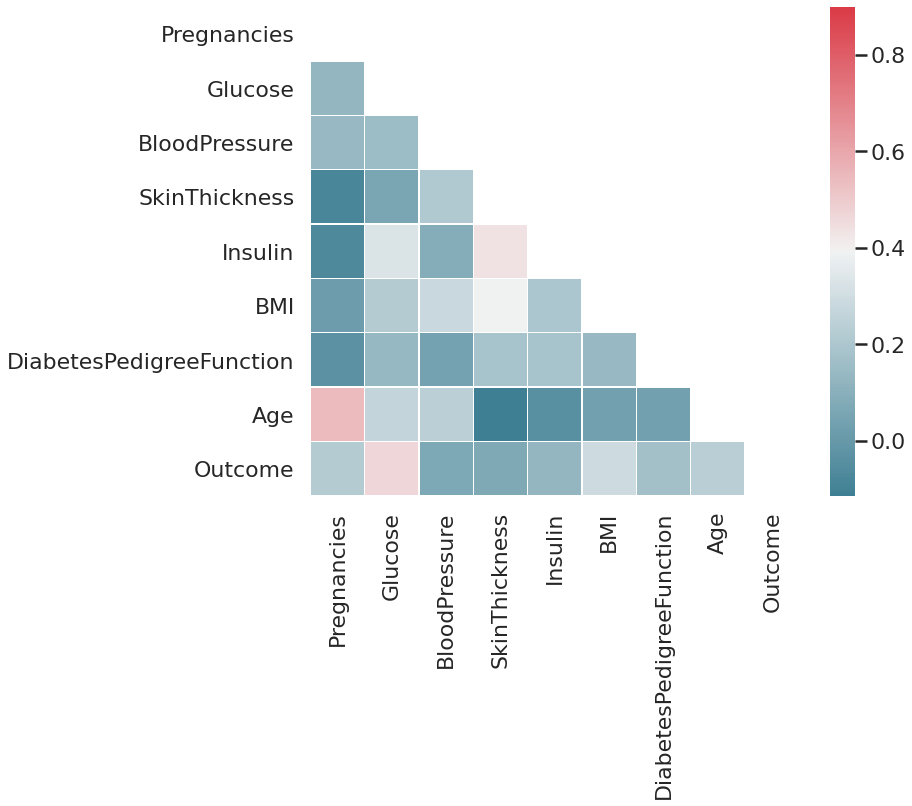 Pregnancies
Glucose
BloodPressure
SkinThickness
Insulin
BMI
DiabetesPedigreeFunction
Age
Outcome
Pregnancies
Glucose
BloodPressure
SkinThickness
Insulin
BMI
DiabetesPedigreeFunction
Age
Outcome
0.8
0.6
0.4
0.2
0.0